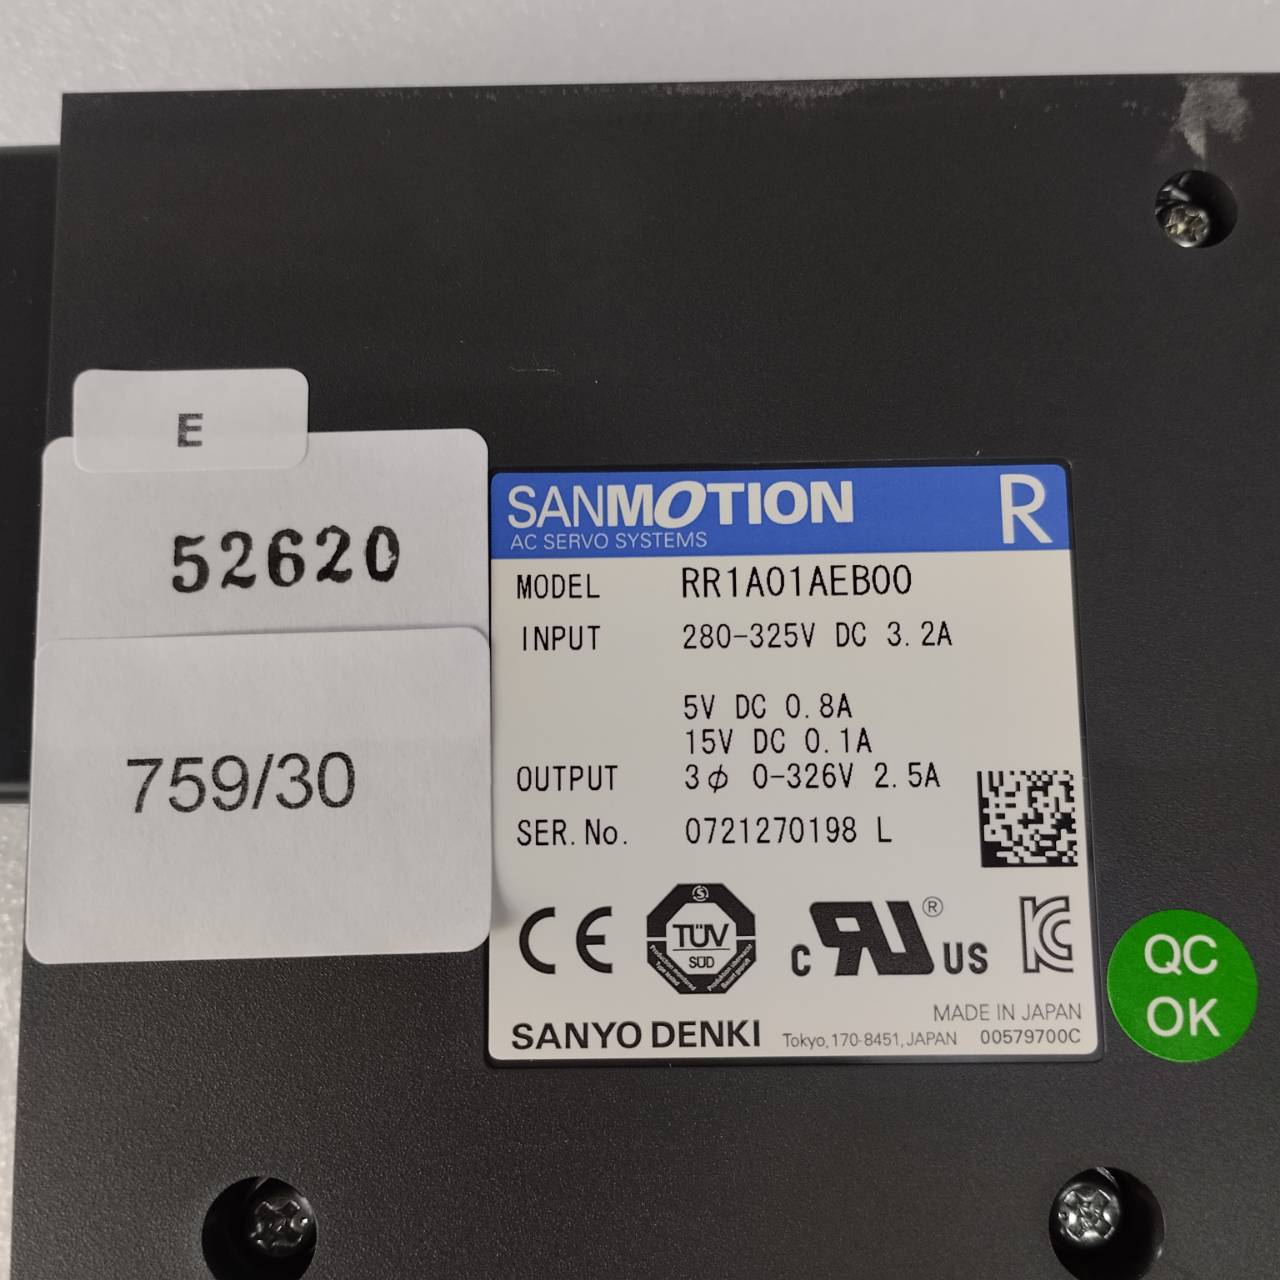 E
52620
759/30
SANMOTION R
AC SERVO SYSTEMS
MODEL RR1A01AEB00
INPUT 280-325V DC 3.2A
5V DC 0.8A
15V DC 0.1A
OUTPUT 3φ 0-326V 2.5A
SER.No. 0721270198 L
CE
TÜV
SÜD
c RU ® US
KC
MADE IN JAPAN
SANYO DENKI Tokyo,170-8451,JAPAN 00579700C
QC
OK